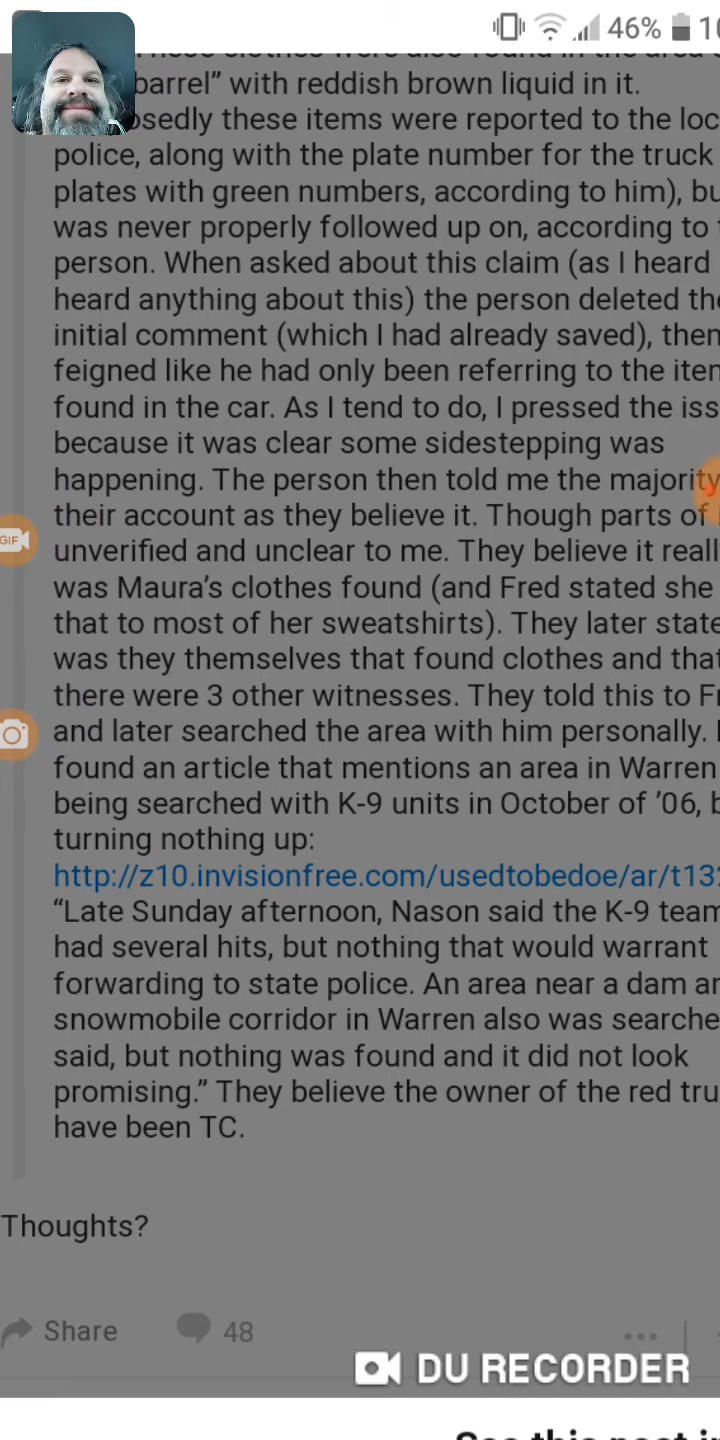 46% 10
barrel” with reddish brown liquid in it.
osedly these items were reported to the loc
police, along with the plate number for the truck
plates with green numbers, according to him), bu
was never properly followed up on, according to
person. When asked about this claim (as I heard
heard anything about this) the person deleted the
initial comment (which I had already saved), then
feigned like he had only been referring to the iter
found in the car. As I tend to do, I pressed the iss
because it was clear some sidestepping was
happening. The person then told me the majority
their account as they believe it. Though parts of
unverified and unclear to me. They believe it reall
was Maura’s clothes found (and Fred stated she
that to most of her sweatshirts). They later state
was they themselves that found clothes and that
there were 3 other witnesses. They told this to Fr
and later searched the area with him personally.
found an article that mentions an area in Warren
being searched with K-9 units in October of ’06, b
turning nothing up:
http://z10.invisionfree.com/usedtobedoe/ar/t13
“Late Sunday afternoon, Nason said the K-9 team
had several hits, but nothing that would warrant
forwarding to state police. An area near a dam ar
snowmobile corridor in Warren also was searche
said, but nothing was found and it did not look
promising.” They believe the owner of the red tru
have been TC.
Thoughts?
GIF
Share 48
DU RECORDER